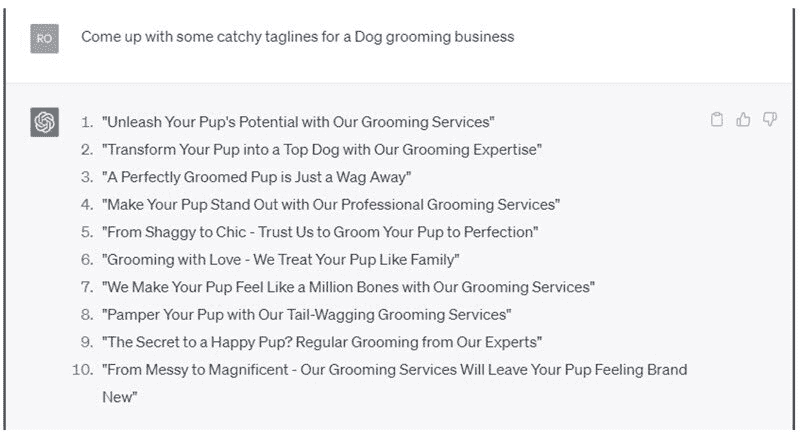 RO
Come up with some catchy taglines for a Dog grooming business
1. "Unleash Your Pup's Potential with Our Grooming Services"
2. "Transform Your Pup into a Top Dog with Our Grooming Expertise"
3. "A Perfectly Groomed Pup is Just a Wag Away"
4. "Make Your Pup Stand Out with Our Professional Grooming Services"
5. "From Shaggy to Chic - Trust Us to Groom Your Pup to Perfection"
6. "Grooming with Love - We Treat Your Pup Like Family"
7. "We Make Your Pup Feel Like a Million Bones with Our Grooming Services"
8. "Pamper Your Pup with Our Tail-Wagging Grooming Services"
9. "The Secret to a Happy Pup? Regular Grooming from Our Experts"
10. "From Messy to Magnificent - Our Grooming Services Will Leave Your Pup Feeling Brand
New"